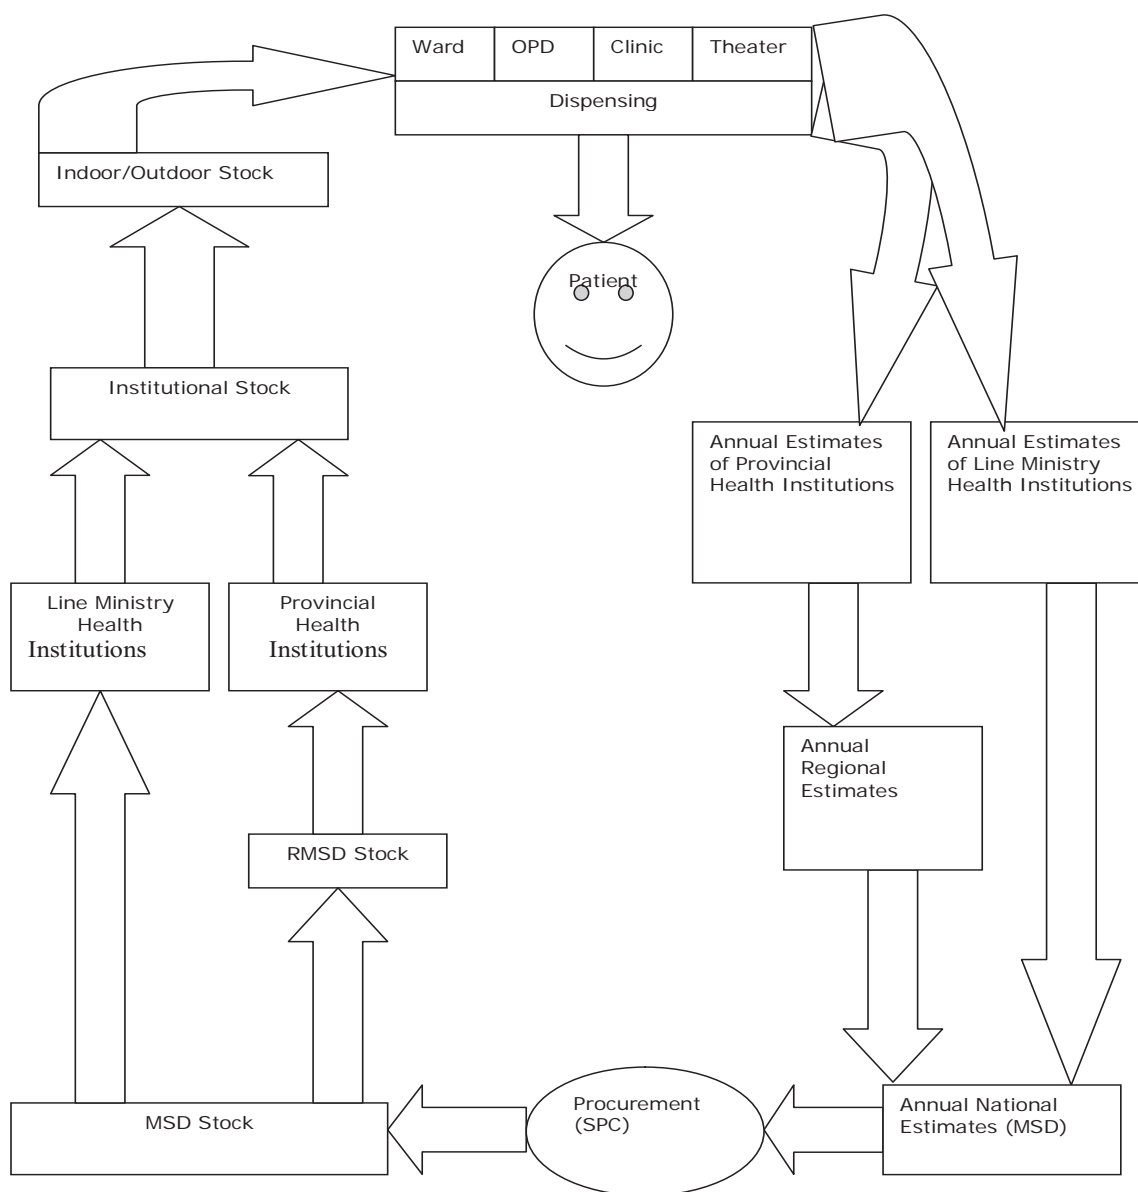 Ward OPD Clinic Theater
Dispensing
Indoor/Outdoor Stock
Patient
Institutional Stock
Annual Estimates
of Provincial
Health Institutions
Annual Estimates
of Line Ministry
Health Institutions
Line Ministry
Health
Institutions
Provincial
Health
Institutions
Annual
Regional
Estimates
RMSD Stock
MSD Stock
Procurement
(SPC)
Annual National
Estimates (MSD)